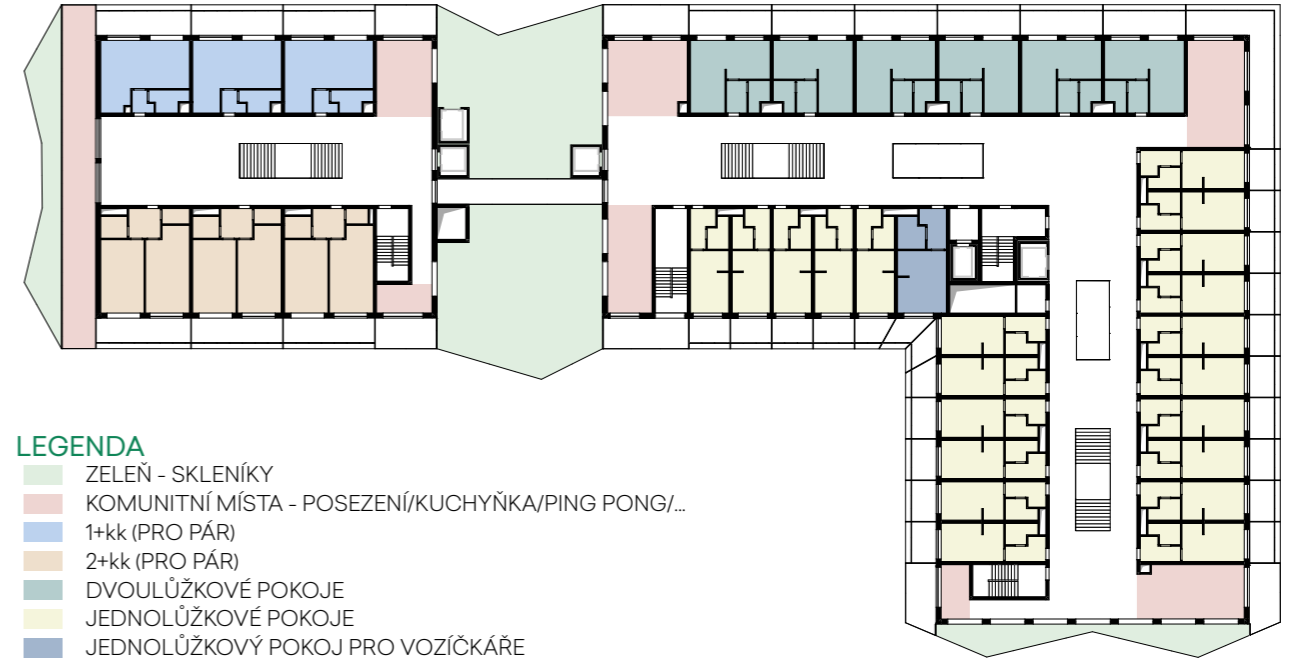 LEGENDA
ZELEŇ - SKLENÍKY
KOMUNITNÍ MÍSTA - POSEZENÍ/KUCHYŇKA/PING PONG/...
1+kk (PRO PÁR)
2+kk (PRO PÁR)
DVOULŮŽKOVÉ POKOJE
JEDNOLŮŽKOVÉ POKOJE
JEDNOLŮŽKOVÝ POKOJ PRO VOZÍČKÁŘE